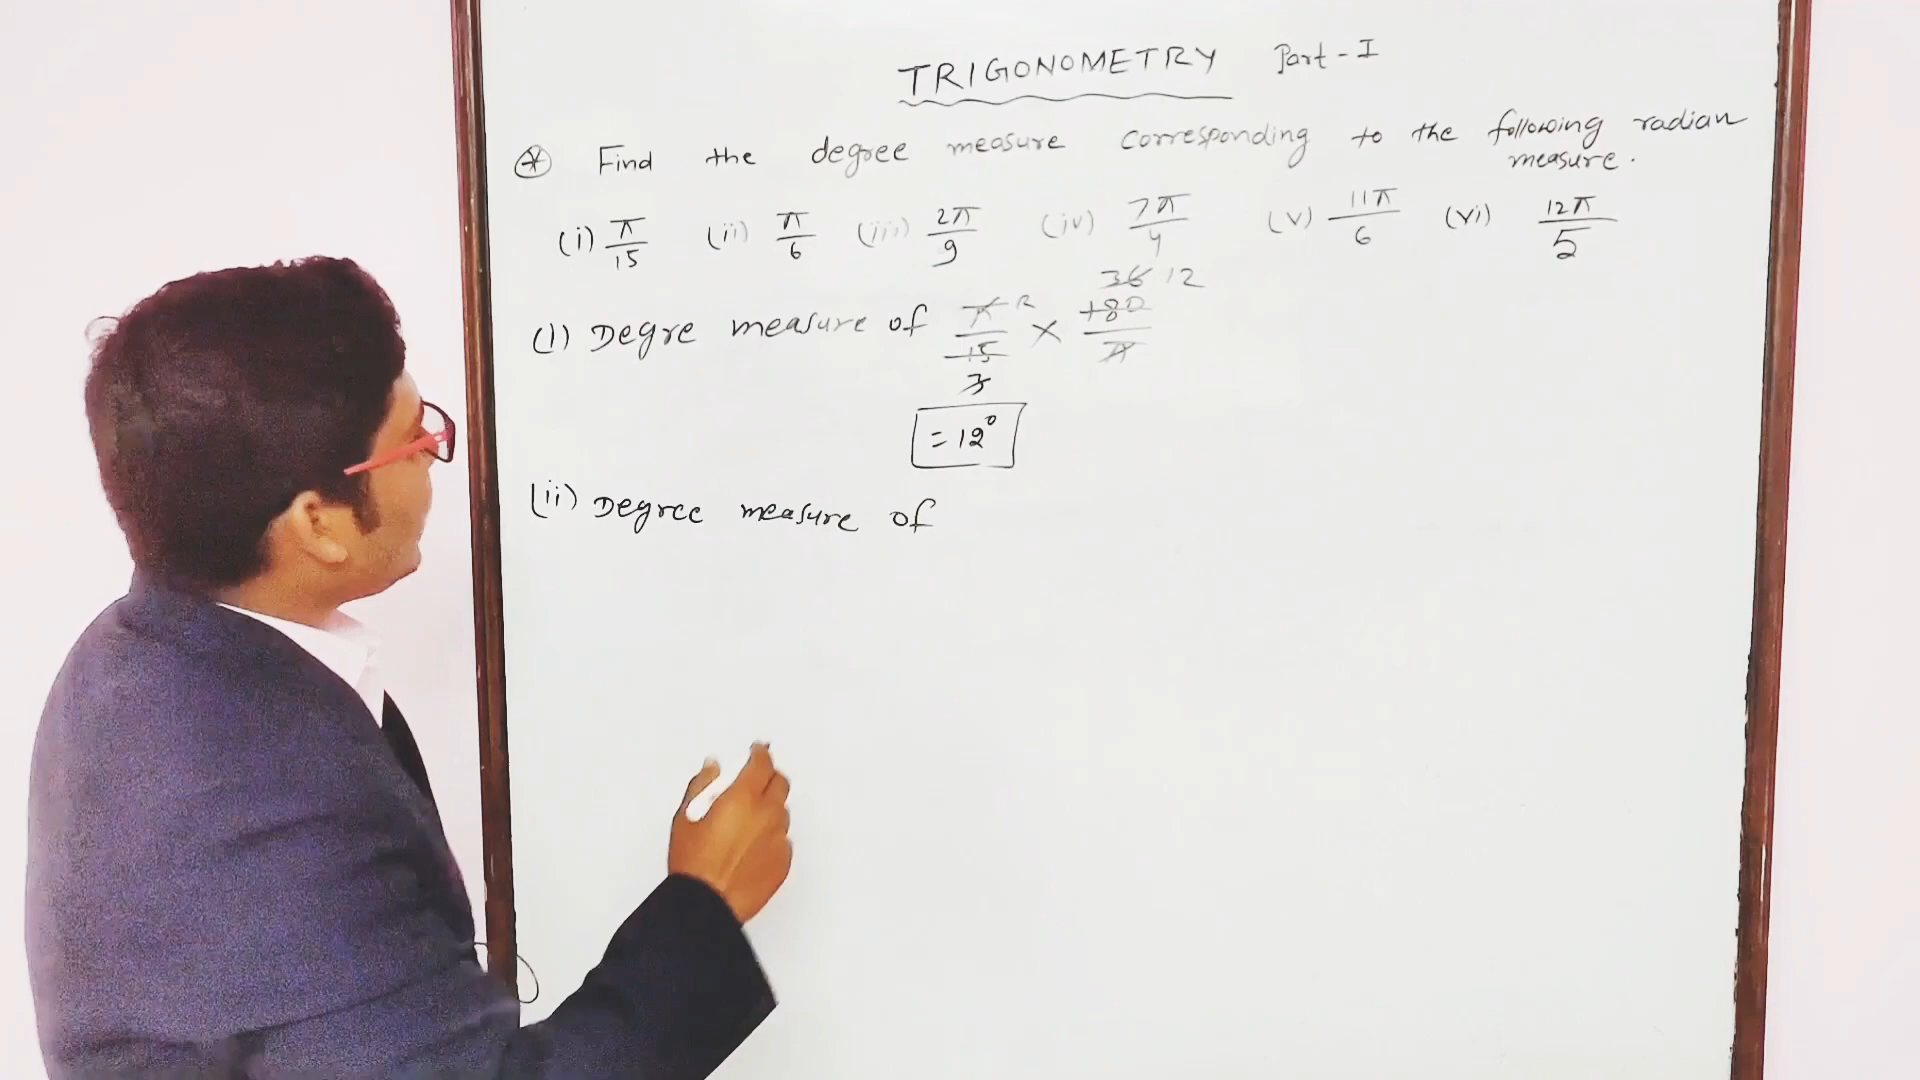 TRIGONOMETRY Part-I
* Find the degree measure corresponding to the following radian
measure.
(i) π/15 (ii) π/6 (iii) 2π/9 (iv) 7π/4 (v) 11π/6 (vi) 12π/5
36 12
(i) Degre measure of π/15 × 180/π
3
=12°
(ii) Degree measure of